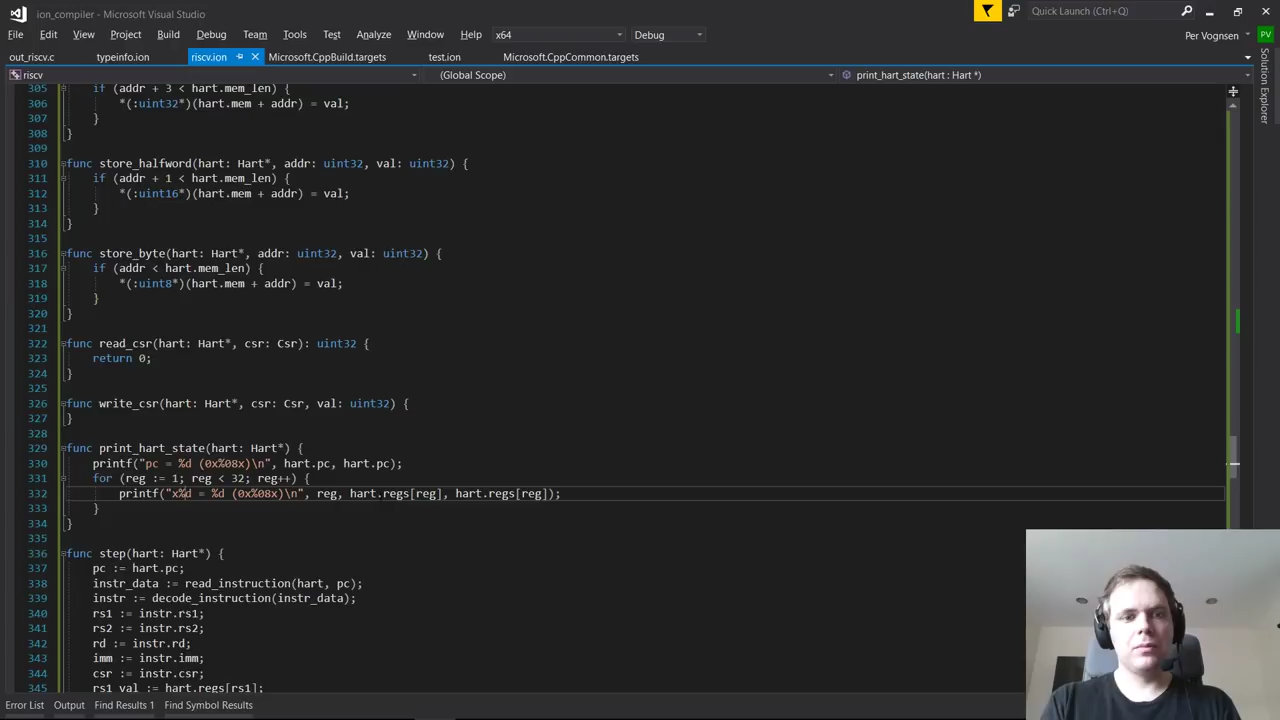 ion_compiler - Microsoft Visual Studio
Quick Launch (Ctrl+Q)
File Edit View Project Build Debug Team Tools Test Analyze Window Help x64 Debug
Per Vognsen PV
out_riscv.c typeinfo.ion riscv.ion Microsoft.CppBuild.targets test.ion Microsoft.CppCommon.targets
Solution Explorer
riscv (Global Scope) print_hart_state(hart : Hart *)
305 if (addr + 3 < hart.mem_len) {
306 *(:uint32*)(hart.mem + addr) = val;
307 }
308 }
309
310 func store_halfword(hart: Hart*, addr: uint32, val: uint32) {
311 if (addr + 1 < hart.mem_len) {
312 *(:uint16*)(hart.mem + addr) = val;
313 }
314 }
315
316 func store_byte(hart: Hart*, addr: uint32, val: uint32) {
317 if (addr < hart.mem_len) {
318 *(:uint8*)(hart.mem + addr) = val;
319 }
320 }
321
322 func read_csr(hart: Hart*, csr: Csr): uint32 {
323 return 0;
324 }
325
326 func write_csr(hart: Hart*, csr: Csr, val: uint32) {
327 }
328
329 func print_hart_state(hart: Hart*) {
330 printf("pc = %d (0x%08x)\n", hart.pc, hart.pc);
331 for (reg := 1; reg < 32; reg++) {
332 printf("x%d = %d (0x%08x)\n", reg, hart.regs[reg], hart.regs[reg]);
333 }
334 }
335
336 func step(hart: Hart*) {
337 pc := hart.pc;
338 instr_data := read_instruction(hart, pc);
339 instr := decode_instruction(instr_data);
340 rs1 := instr.rs1;
341 rs2 := instr.rs2;
342 rd := instr.rd;
343 imm := instr.imm;
344 csr := instr.csr;
345 rs1_val := hart.regs[rs1];
Error List Output Find Results 1 Find Symbol Results